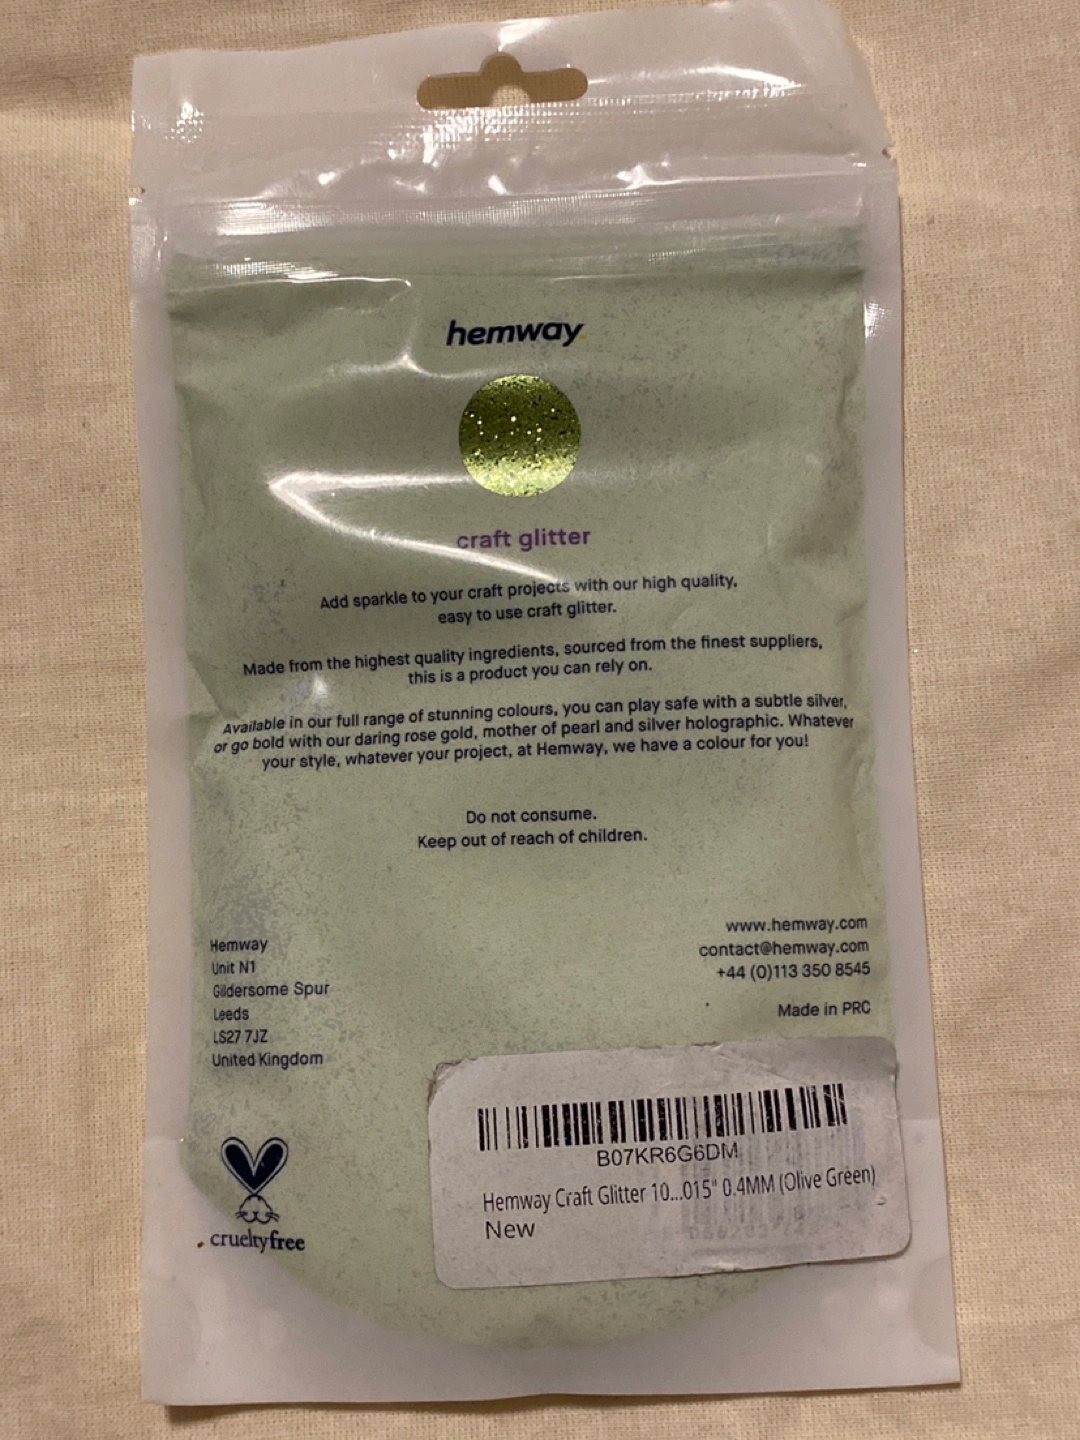 hemway
craft glitter
Add sparkle to your craft projects with our high quality,
easy to use craft glitter.
Made from the highest quality ingredients, sourced from the finest suppliers,
this is a product you can rely on.
Available in our full range of stunning colours, you can play safe with a subtle silver,
or go bold with our daring rose gold, mother of pearl and silver holographic. Whatever
your style, whatever your project, at Hemway, we have a colour for you!
Do not consume.
Keep out of reach of children.
www.hemway.com
contact@hemway.com
+44 (0)113 350 8545
Made in PRC
Hemway
Unit N1
Gildersome Spur
Leeds
LS27 7JZ
United Kingdom
crueltyfree
B07KR6G6DM
Hemway Craft Glitter 10...015" 0.4MM (Olive Green)
New